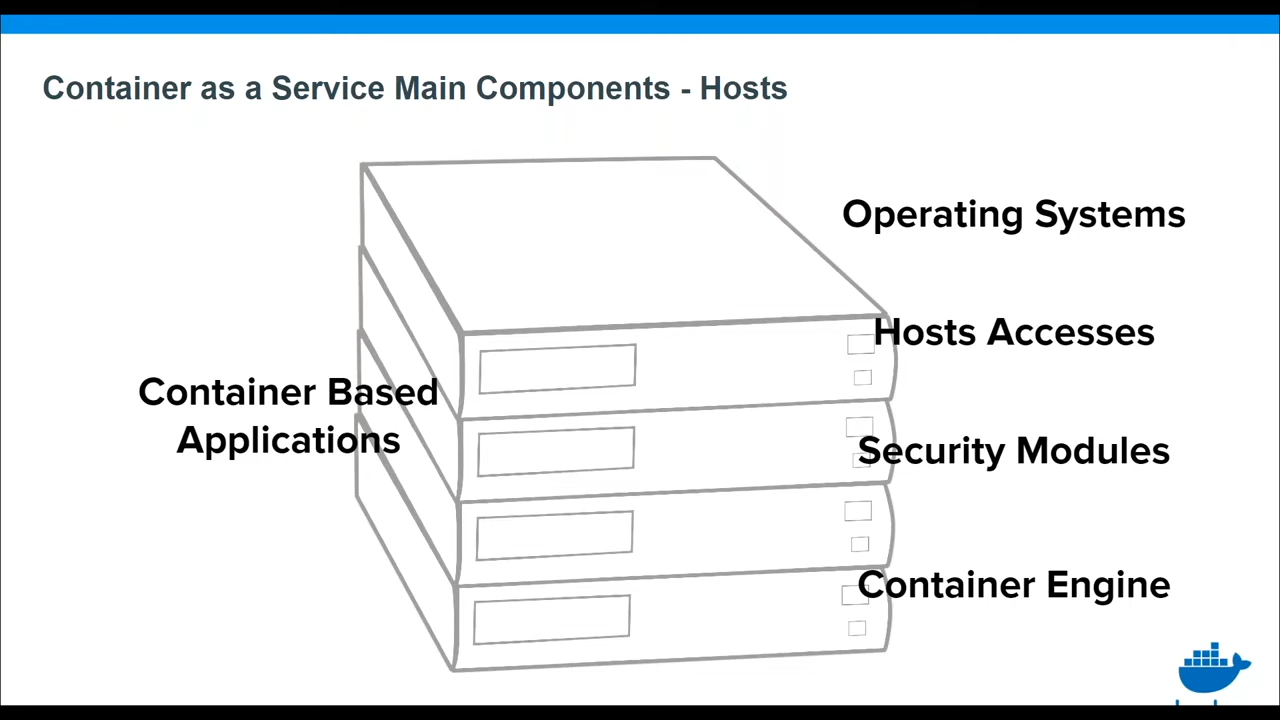 Container as a Service Main Components - Hosts
Operating Systems
Hosts Accesses
Container Based
Applications
Security Modules
Container Engine